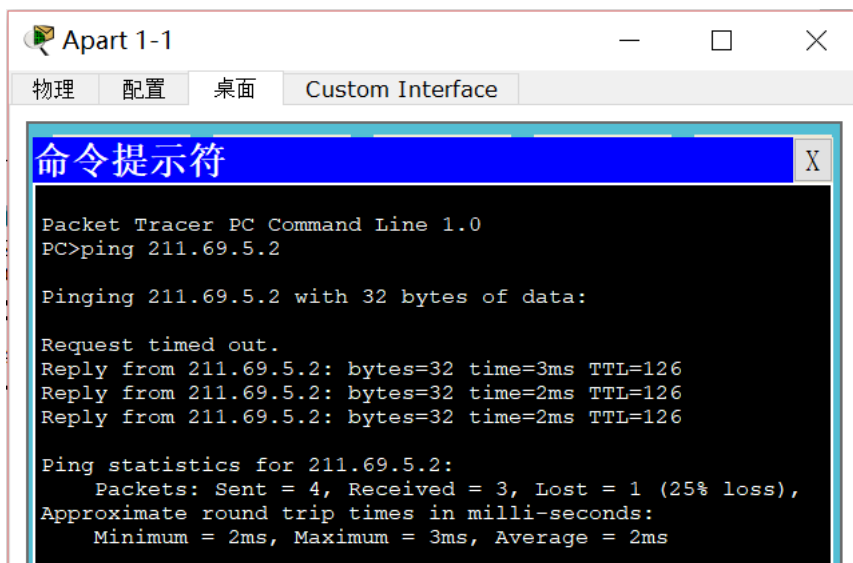 Apart 1-1
物理 配置 桌面 Custom Interface
命令提示符 X
Packet Tracer PC Command Line 1.0
PC>ping 211.69.5.2
Pinging 211.69.5.2 with 32 bytes of data:
Request timed out.
Reply from 211.69.5.2: bytes=32 time=3ms TTL=126
Reply from 211.69.5.2: bytes=32 time=2ms TTL=126
Reply from 211.69.5.2: bytes=32 time=2ms TTL=126
Ping statistics for 211.69.5.2:
Packets: Sent = 4, Received = 3, Lost = 1 (25% loss),
Approximate round trip times in milli-seconds:
Minimum = 2ms, Maximum = 3ms, Average = 2ms